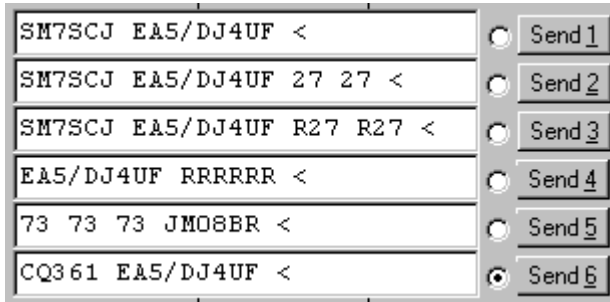 SM7SCJ EA5/DJ4UF < Send 1
SM7SCJ EA5/DJ4UF 27 27 < Send 2
SM7SCJ EA5/DJ4UF R27 R27 < Send 3
EA5/DJ4UF RRRRRR < Send 4
73 73 73 JM08BR < Send 5
CQ361 EA5/DJ4UF < Send 6